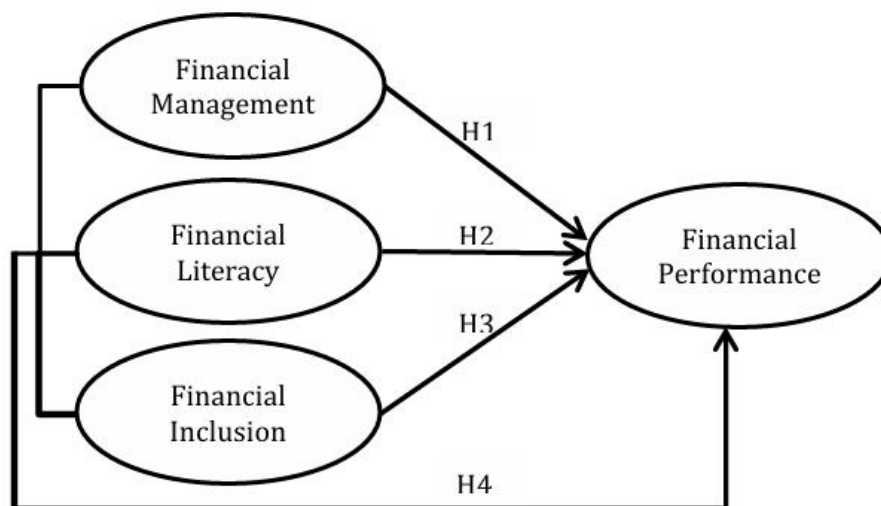 Financial
Management
H1
Financial
Literacy
H2
Financial
Performance
H3
Financial
Inclusion
H4